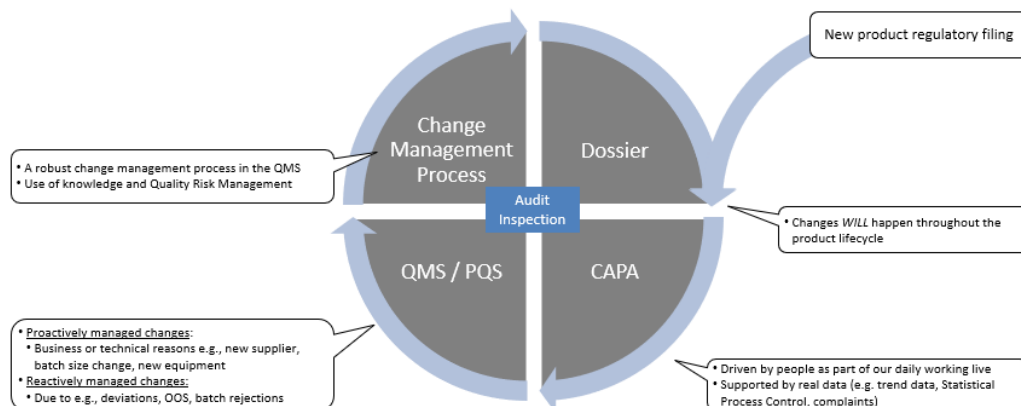 New product regulatory filing
Change
Management
Process
Dossier
• A robust change management process in the QMS
• Use of knowledge and Quality Risk Management
Audit
Inspection
• Changes WILL happen throughout the
product lifecycle
QMS / PQS
CAPA
• Proactively managed changes:
• Business or technical reasons e.g., new supplier,
batch size change, new equipment
• Reactively managed changes:
• Due to e.g., deviations, OOS, batch rejections
• Driven by people as part of our daily working live
• Supported by real data (e.g. trend data, Statistical
Process Control, complaints)